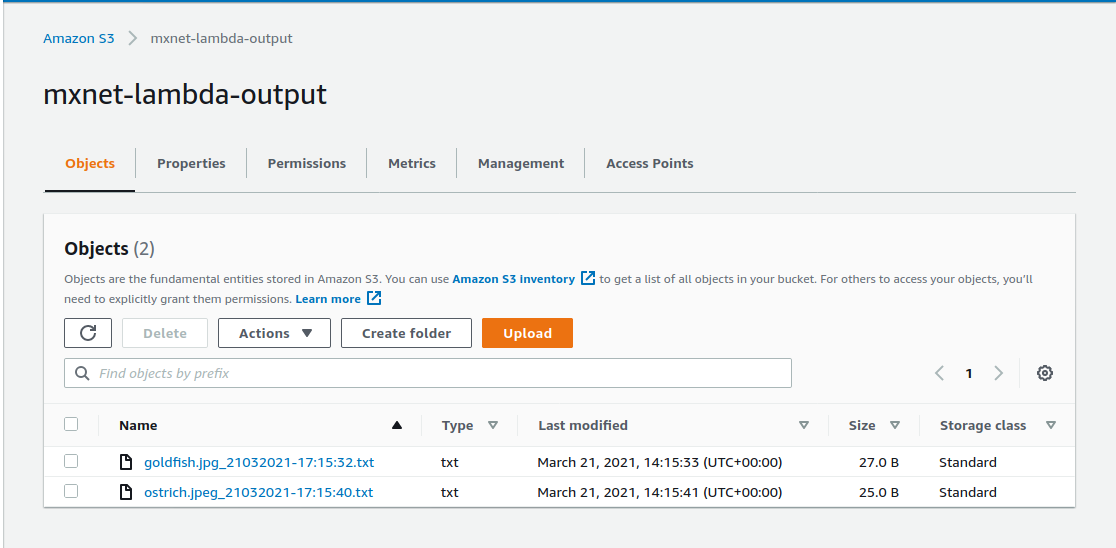 Amazon S3 > mxnet-lambda-output
mxnet-lambda-output
Objects Properties Permissions Metrics Management Access Points
Objects (2)
Objects are the fundamental entities stored in Amazon S3. You can use Amazon S3 inventory to get a list of all objects in your bucket. For others to access your objects, you'll
need to explicitly grant them permissions. Learn more
Delete Actions Create folder Upload
Find objects by prefix 1
Name Type Last modified Size Storage class
goldfish.jpg_21032021-17:15:32.txt txt March 21, 2021, 14:15:33 (UTC+00:00) 27.0 B Standard
ostrich.jpeg_21032021-17:15:40.txt txt March 21, 2021, 14:15:41 (UTC+00:00) 25.0 B Standard